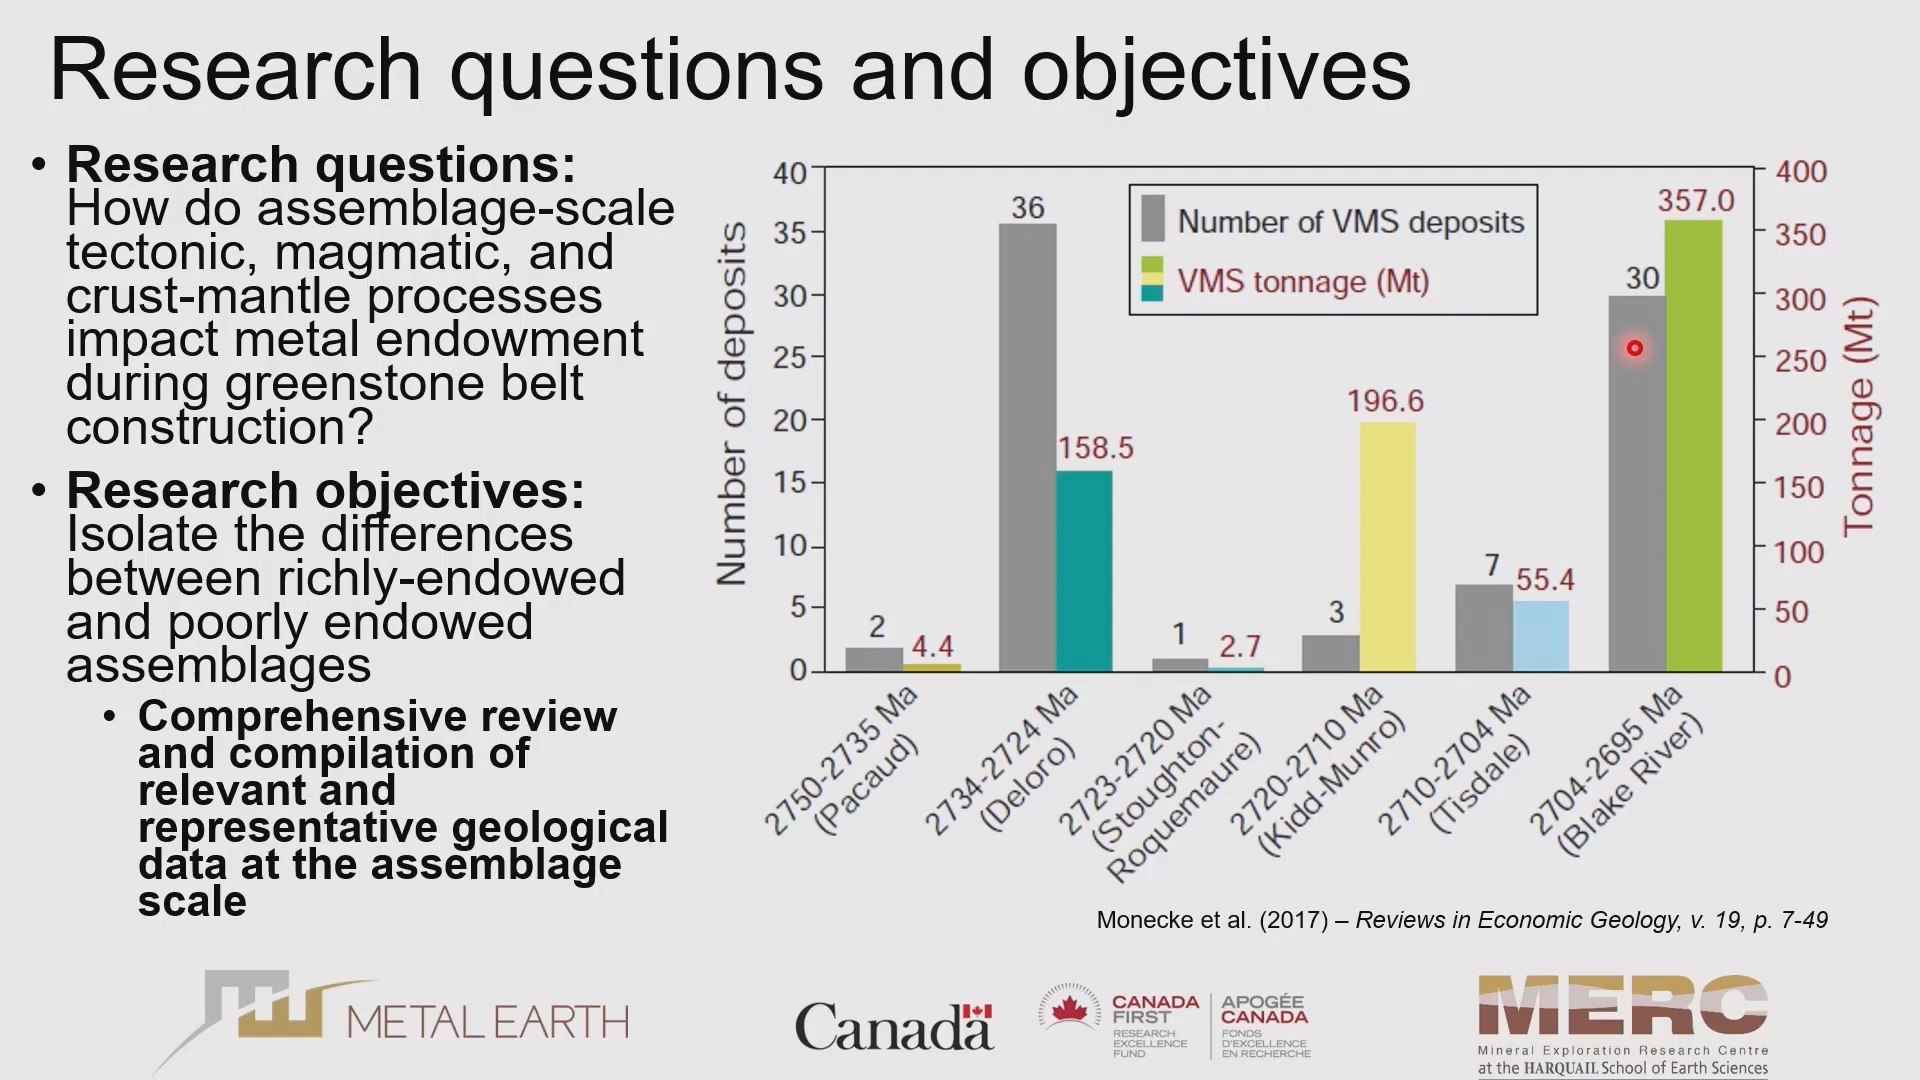 Research questions and objectives
• Research questions:
How do assemblage-scale
tectonic, magmatic, and
crust-mantle processes
impact metal endowment
during greenstone belt
construction?
• Research objectives:
Isolate the differences
between richly-endowed
and poorly endowed
assemblages
• Comprehensive review
and compilation of
relevant and
representative geological
data at the assemblage
scale
Number of deposits
40
35
30
25
20
15
10
5
0
Number of VMS deposits
VMS tonnage (Mt)
2
4.4
36
158.5
1
2.7
3
196.6
7
55.4
30
357.0
400
350
300
250
200
150
100
50
0
Tonnage (Mt)
2750-2735 Ma
(Pacaud)
2734-2724 Ma
(Deloro)
2723-2720 Ma
(Stoughton-
Roquemaure)
2720-2710 Ma
(Kidd-Munro)
2710-2704 Ma
(Tisdale)
2704-2695 Ma
(Blake River)
Monecke et al. (2017) – Reviews in Economic Geology, v. 19, p. 7-49
METAL EARTH
Canada
CANADA
FIRST
RESEARCH
EXCELLENCE
FUND
APOGÉE
CANADA
FONDS
D'EXCELLENCE
EN RECHERCHE
MERC
Mineral Exploration Research Centre
at the HARQUAIL School of Earth Sciences